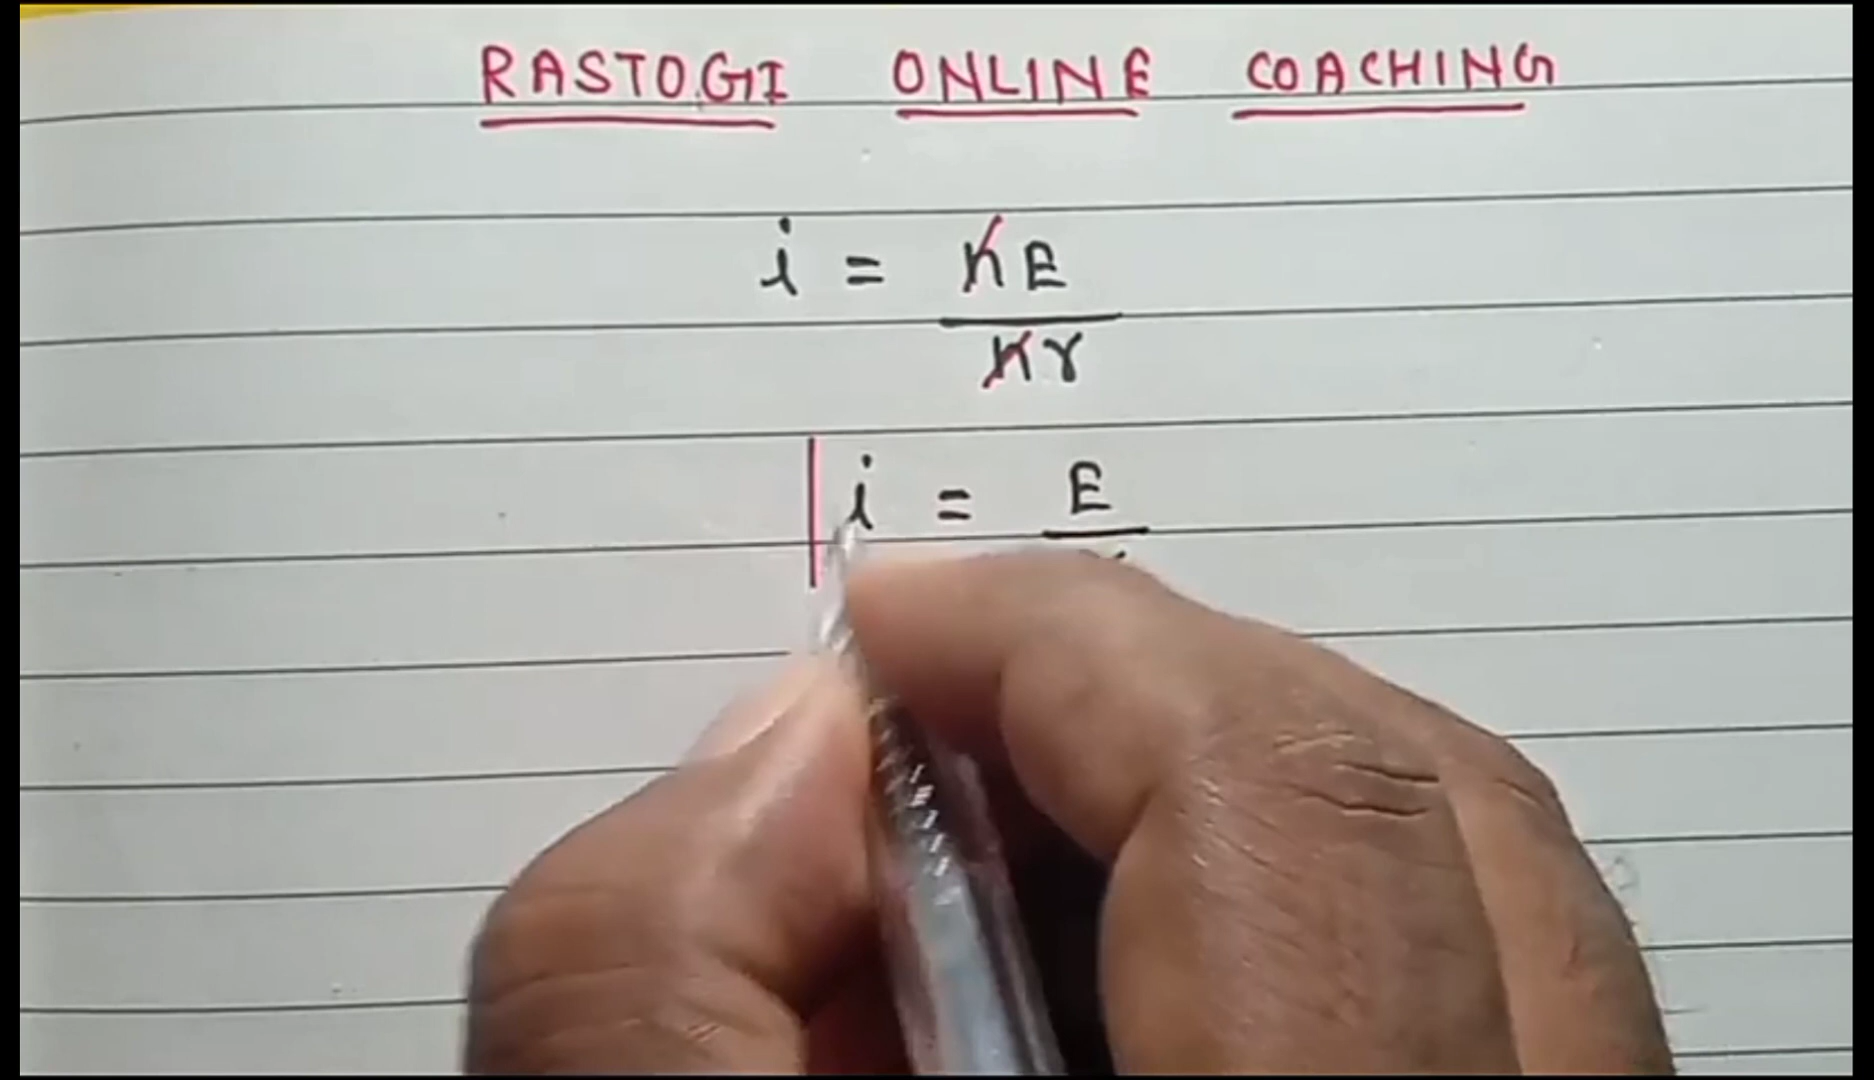 RASTOGI ONLINE COACHING
i = nE
nr
i = E